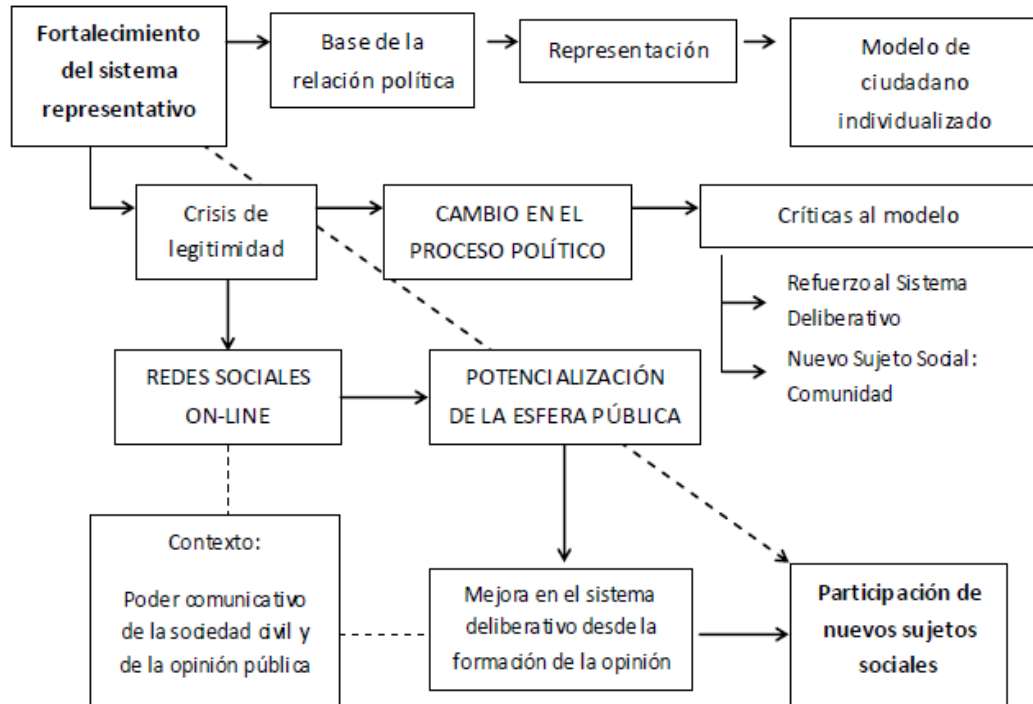 Fortalecimiento
del sistema
representativo
Base de la
relación política
Representación
Modelo de
ciudadano
individualizado
Crisis de
legitimidad
CAMBIO EN EL
PROCESO POLÍTICO
Críticas al modelo
Refuerzo al Sistema
Deliberativo
Nuevo Sujeto Social:
Comunidad
REDES SOCIALES
ON-LINE
POTENCIALIZACIÓN
DE LA ESFERA PÚBLICA
Contexto:
Poder comunicativo
de la sociedad civil y
de la opinión pública
Mejora en el sistema
deliberativo desde la
formación de la opinión
Participación de
nuevos sujetos
sociales